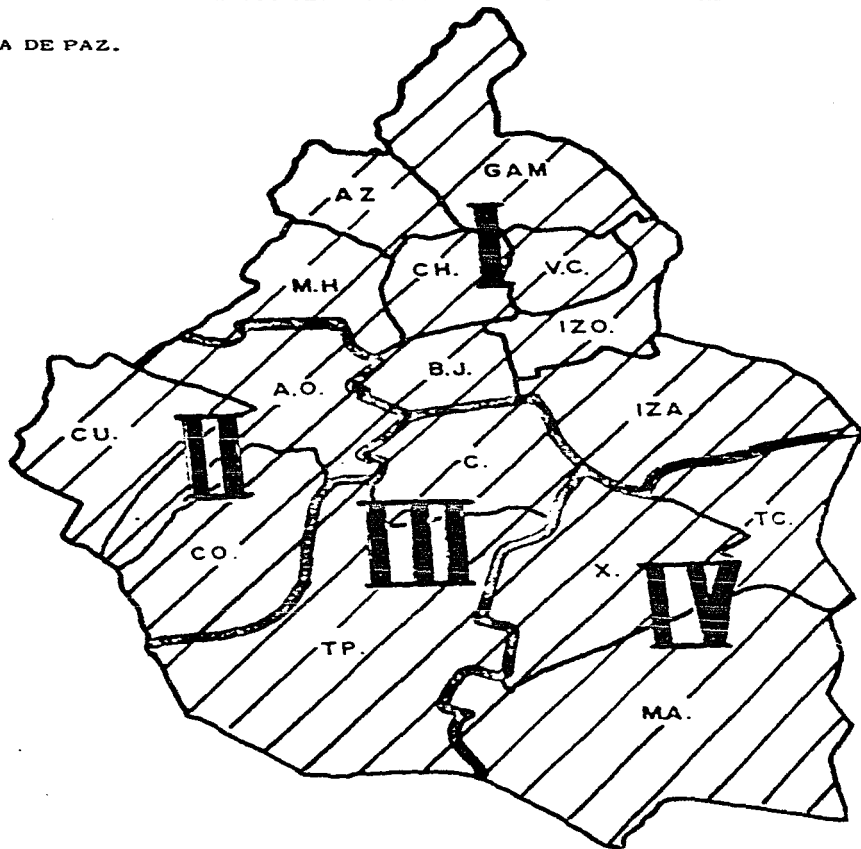 A DE PAZ.
GAM
AZ
I
CH.
V.C.
M.H
IZO.
B.J.
A.O.
IZA.
CU.
II
C.
III
TC.
CO.
X.
IV
TP.
MA.